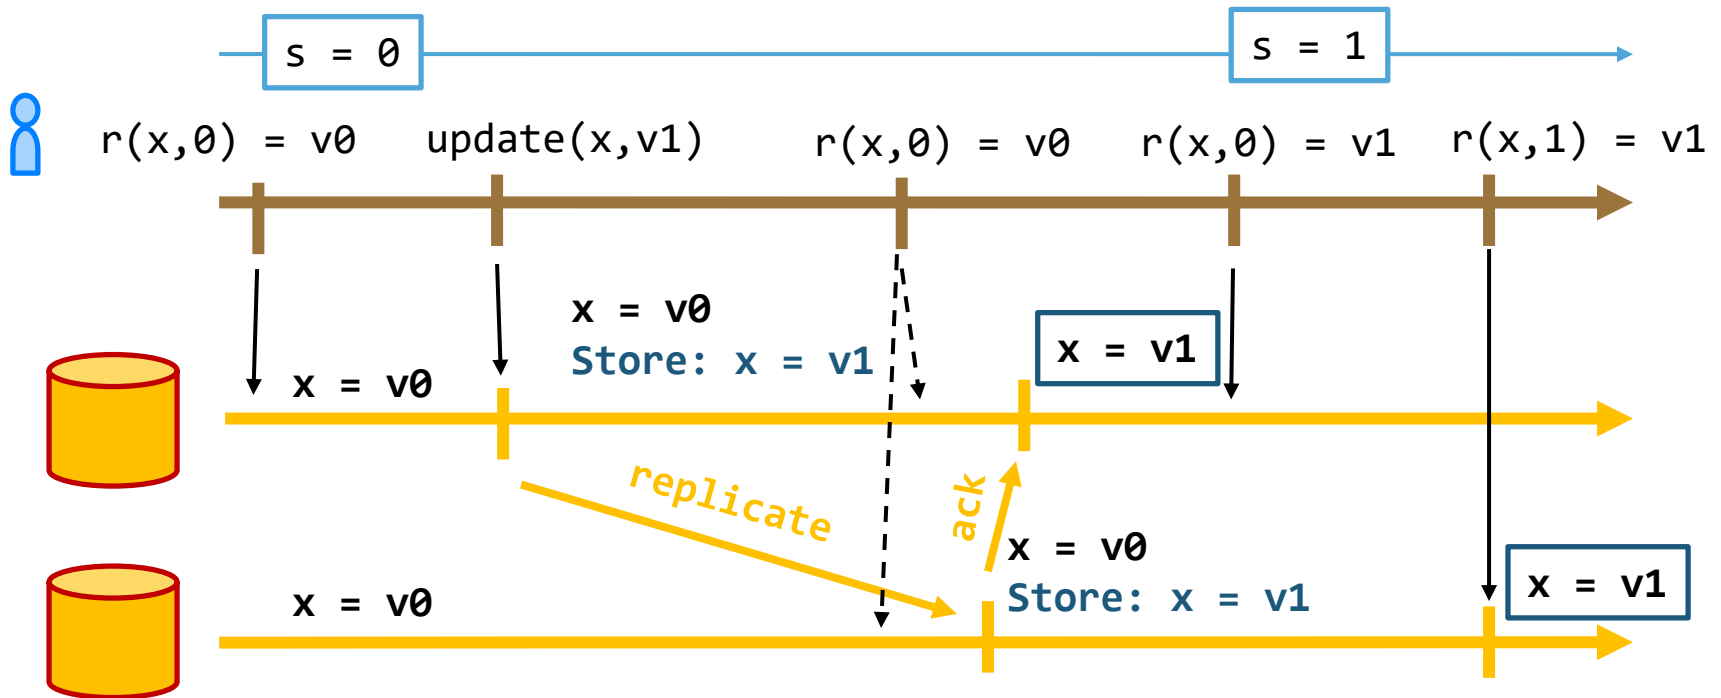 s = 0
s = 1
r(x,0) = v0
update(x,v1)
r(x,0) = v0
r(x,0) = v1
r(x,1) = v1
x = v0
Store: x = v1
x = v1
x = v0
replicate
ack
x = v0
Store: x = v1
x = v1
x = v0